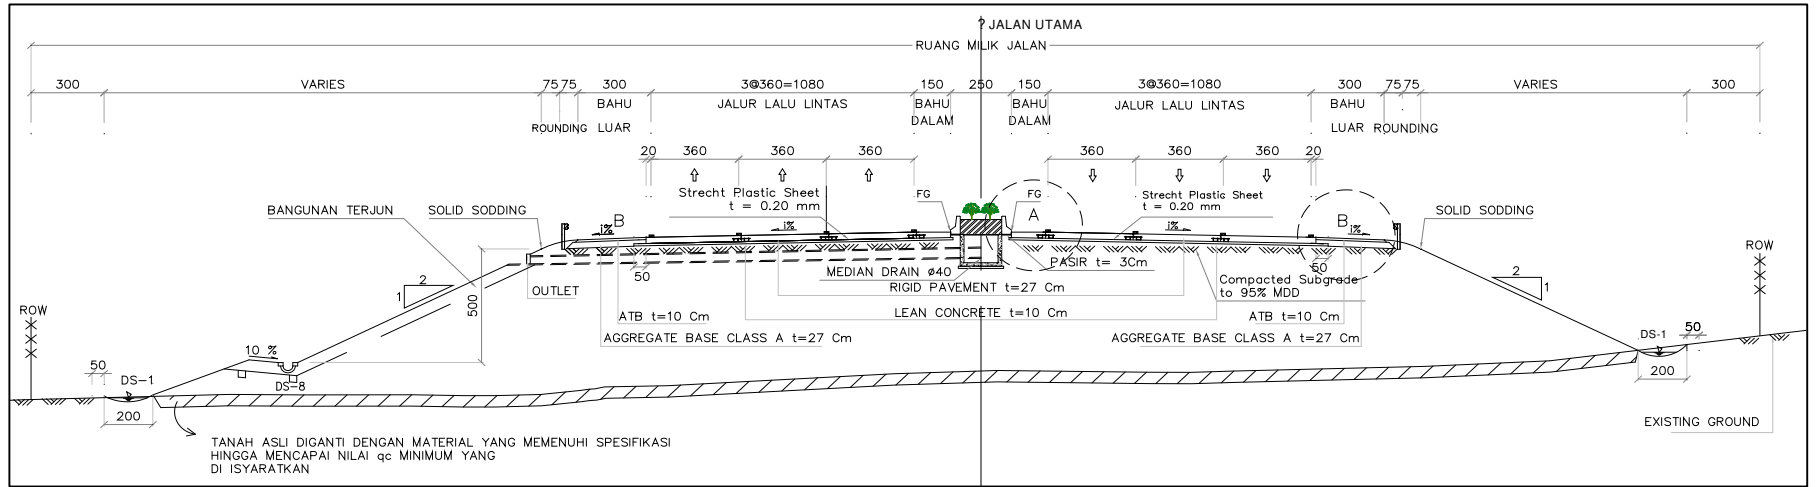 ? JALAN UTAMA
RUANG MILIK JALAN
300 VARIES 75 75 300 3@360=1080 150 250 150 3@360=1080 300 75 75 VARIES 300
BAHU JALUR LALU LINTAS BAHU BAHU JALUR LALU LINTAS BAHU
DALAM DALAM
ROUNDING LUAR LUAR ROUNDING
20 360 360 360 360 360 360 20
Strecht Plastic Sheet
t = 0.20 mm
FG FG
Strecht Plastic Sheet
t = 0.20 mm
BANGUNAN TERJUN SOLID SODDING B i% i% A i% B i% SOLID SODDING
ROW
50 MEDIAN DRAIN ø40 PASIR t= 3Cm 50
2
1
2
1
500
OUTLET RIGID PAVEMENT t=27 Cm
Compacted Subgrade
to 95% MDD
ROW
ATB t=10 Cm LEAN CONCRETE t=10 Cm ATB t=10 Cm
AGGREGATE BASE CLASS A t=27 Cm AGGREGATE BASE CLASS A t=27 Cm
DS-1 50
10 %
50 DS-1 DS-8
200
200
EXISTING GROUND
TANAH ASLI DIGANTI DENGAN MATERIAL YANG MEMENUHI SPESIFIKASI
HINGGA MENCAPAI NILAI qc MINIMUM YANG
DI ISYARATKAN